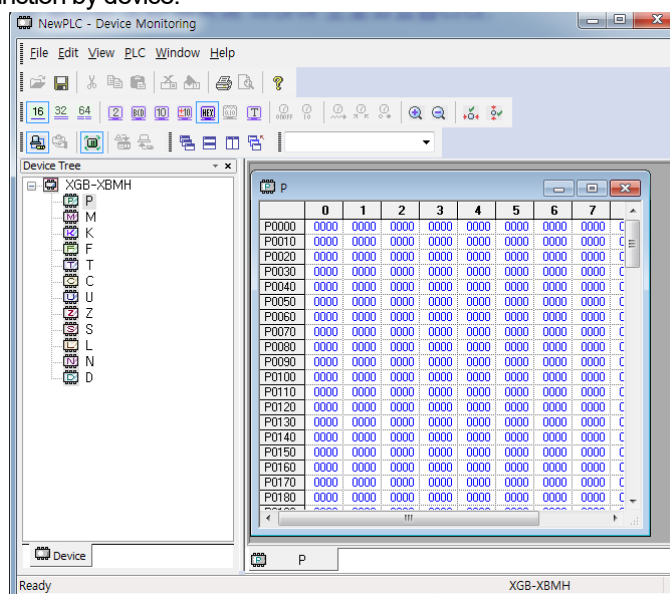 nction by device.
NewPLC - Device Monitoring
File Edit View PLC Window Help
16 32 64 2 BCD 10 ±10 HEX T
Device Tree
XGB-XBMH
P
M
K
F
T
C
U
Z
S
L
N
D
P
0 1 2 3 4 5 6 7
P0000 0000 0000 0000 0000 0000 0000 0000 0000
P0010 0000 0000 0000 0000 0000 0000 0000 0000
P0020 0000 0000 0000 0000 0000 0000 0000 0000
P0030 0000 0000 0000 0000 0000 0000 0000 0000
P0040 0000 0000 0000 0000 0000 0000 0000 0000
P0050 0000 0000 0000 0000 0000 0000 0000 0000
P0060 0000 0000 0000 0000 0000 0000 0000 0000
P0070 0000 0000 0000 0000 0000 0000 0000 0000
P0080 0000 0000 0000 0000 0000 0000 0000 0000
P0090 0000 0000 0000 0000 0000 0000 0000 0000
P0100 0000 0000 0000 0000 0000 0000 0000 0000
P0110 0000 0000 0000 0000 0000 0000 0000 0000
P0120 0000 0000 0000 0000 0000 0000 0000 0000
P0130 0000 0000 0000 0000 0000 0000 0000 0000
P0140 0000 0000 0000 0000 0000 0000 0000 0000
P0150 0000 0000 0000 0000 0000 0000 0000 0000
P0160 0000 0000 0000 0000 0000 0000 0000 0000
P0170 0000 0000 0000 0000 0000 0000 0000 0000
P0180 0000 0000 0000 0000 0000 0000 0000 0000
Device
P
Ready XGB-XBMH